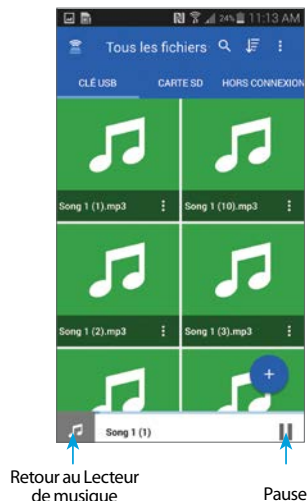 24% 11:13 AM
Tous les fichiers
CLÉ USB CARTE SD HORS CONNEXION
Song 1 (1).mp3 Song 1 (10).mp3
Song 1 (2).mp3 Song 1 (3).mp3
Song 1 (1)
Retour au Lecteur
de musique
Pause